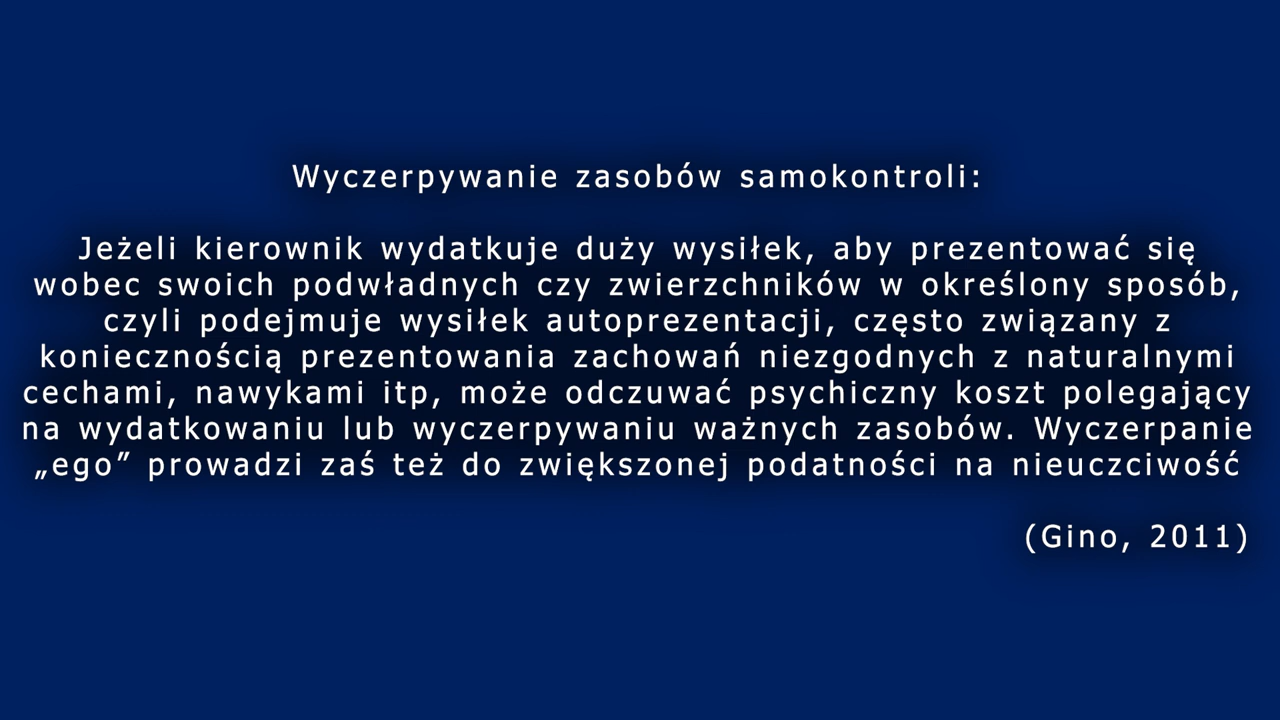 Wyczerpywanie zasobów samokontroli:
Jeżeli kierownik wydatkuje duży wysiłek, aby prezentować się
wobec swoich podwładnych czy zwierzchników w określony sposób,
czyli podejmuje wysiłek autoprezentacji, często związany z
koniecznością prezentowania zachowań niezgodnych z naturalnymi
cechami, nawykami itp, może odczuwać psychiczny koszt polegający
na wydatkowaniu lub wyczerpywaniu ważnych zasobów. Wyczerpanie
„ego” prowadzi zaś też do zwiększonej podatności na nieuczciwość
(Gino, 2011)